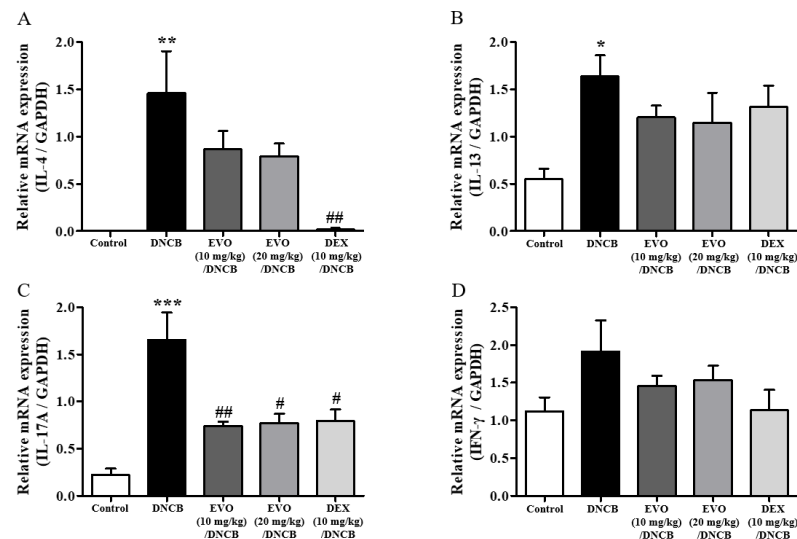 A
Relative mRNA expression
(IL-4 / GAPDH)
2.0
1.5
1.0
0.5
0.0
**
##
Control
DNCB
EVO
(10 mg/kg)
/DNCB
EVO
(20 mg/kg)
/DNCB
DEX
(10 mg/kg)
/DNCB
B
Relative mRNA expression
(IL-13 / GAPDH)
2.0
1.5
1.0
0.5
0.0
*
Control
DNCB
EVO
(10 mg/kg)
/DNCB
EVO
(20 mg/kg)
/DNCB
DEX
(10 mg/kg)
/DNCB
C
Relative mRNA expression
(IL-17A / GAPDH)
2.0
1.5
1.0
0.5
0.0
***
##
#
#
Control
DNCB
EVO
(10 mg/kg)
/DNCB
EVO
(20 mg/kg)
/DNCB
DEX
(10 mg/kg)
/DNCB
D
Relative mRNA expression
(IFN-γ / GAPDH)
2.5
2.0
1.5
1.0
0.5
0.0
Control
DNCB
EVO
(10 mg/kg)
/DNCB
EVO
(20 mg/kg)
/DNCB
DEX
(10 mg/kg)
/DNCB